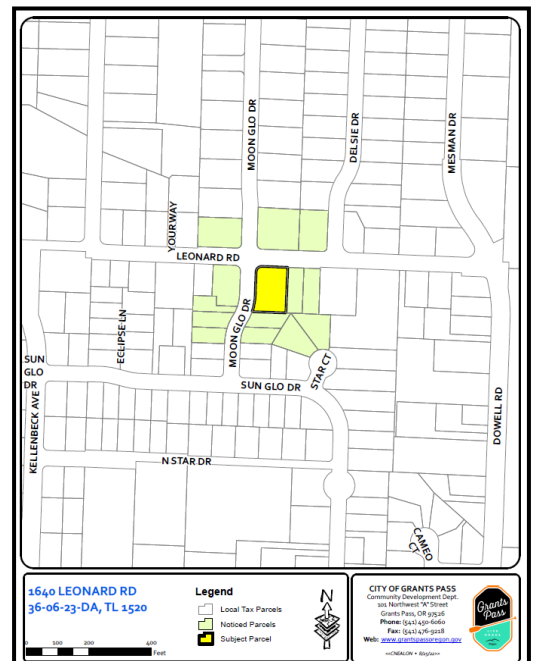 MOON GLO DR
DELSIE DR
MESMAN DR
YOURWAY
LEONARD RD
ECLIPSE LN
MOON GLO DR
SUN
GLO
DR
SUN GLO DR
STAR CT
KELLENBECK AVE
DOWELL RD
N STAR DR
CAMEO
CT
1640 LEONARD RD
36-06-23-DA, TL 1520
0 100 200 400
Feet
Legend
Local Tax Parcels
Noticed Parcels
Subject Parcel
N
CITY OF GRANTS PASS
Community Development Dept.
101 Northwest "A" Street
Grants Pass, OR 97526
Phone: (541) 450-6060
Fax: (541) 476-9218
Web: www.grantspassoregon.gov
Grants
Pass